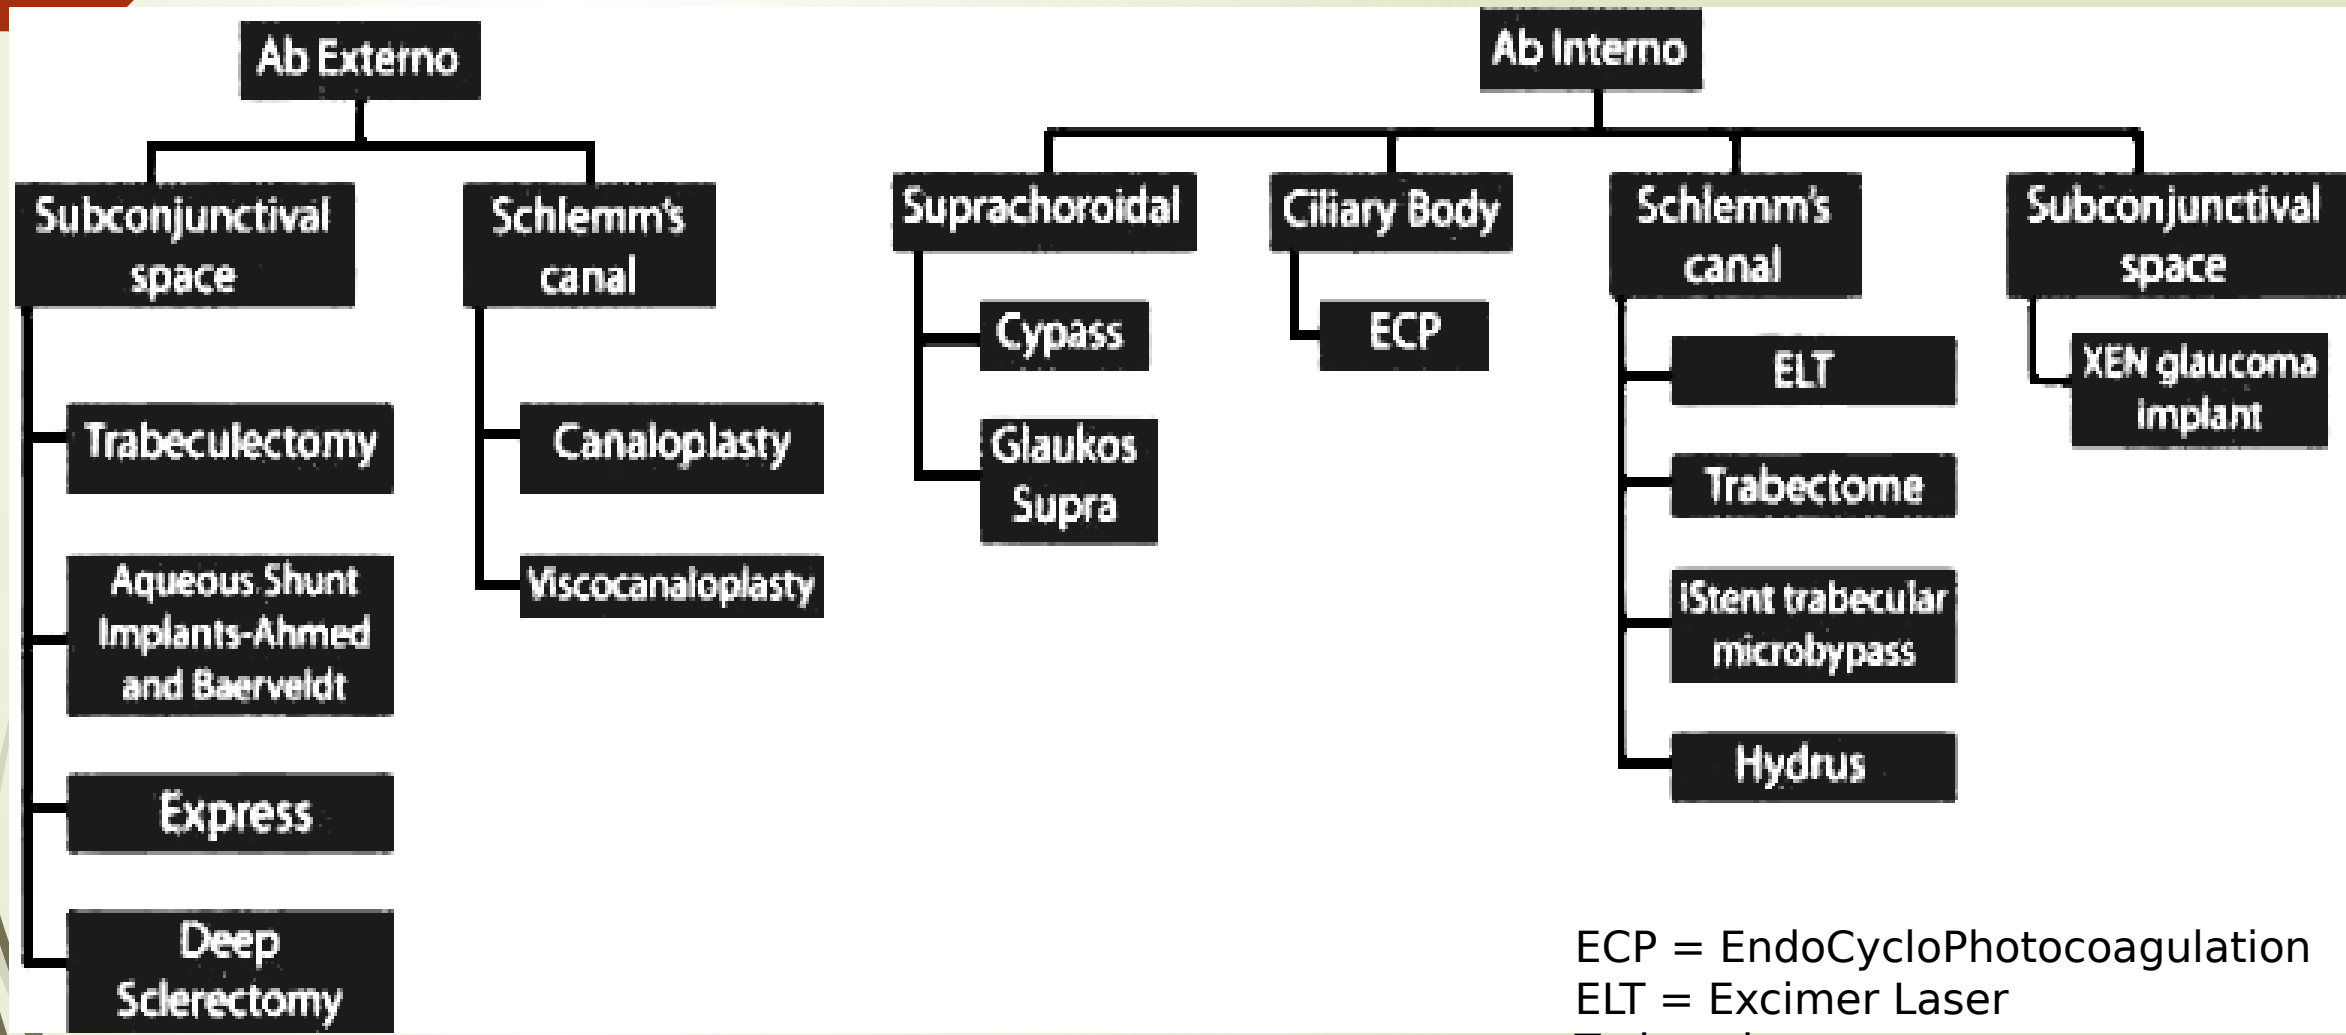 Ab Externo
Subconjunctival
space
Trabeculectomy
Aqueous Shunt
Implants-Ahmed
and Baerveldt
Express
Deep
Sclerectomy
Schlemm's
canal
Canaloplasty
Viscocanaloplasty
Ab Interno
Suprachoroidal
Cypass
Glaukos
Supra
Ciliary Body
ECP
Schlemm's
canal
ELT
Trabectome
iStent trabecular
microbypass
Hydrus
Subconjunctival
space
XEN glaucoma
implant
ECP = EndoCycloPhotocoagulation
ELT = Excimer Laser